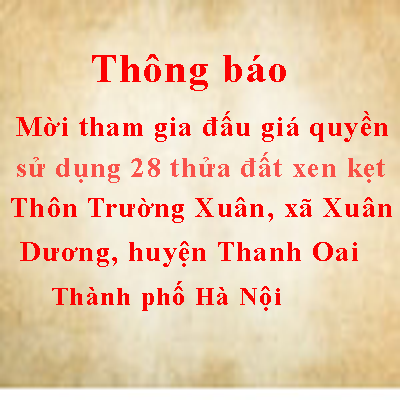 Thông báo
Mời tham gia đấu giá quyền
sử dụng 28 thửa đất xen kẹt
Thôn Trường Xuân, xã Xuân
Dương, huyện Thanh Oai
Thành phố Hà Nội